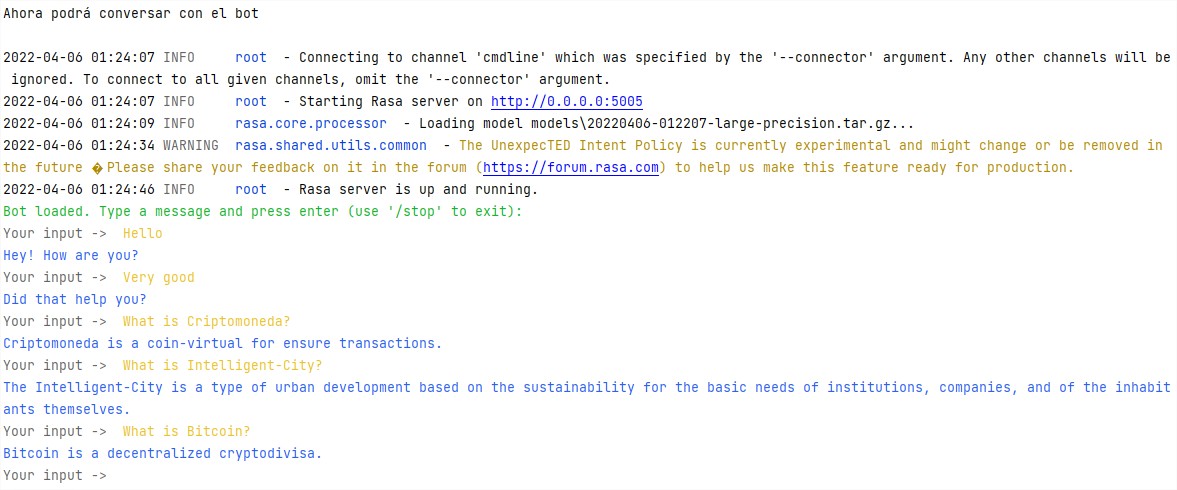 Ahora podrá conversar con el bot
2022-04-06 01:24:07 INFO     root  - Connecting to channel 'cmdline' which was specified by the '--connector' argument. Any other channels will be
 ignored. To connect to all given channels, omit the '--connector' argument.
2022-04-06 01:24:07 INFO     root  - Starting Rasa server on http://0.0.0.0:5005
2022-04-06 01:24:09 INFO     rasa.core.processor  - Loading model models\20220406-012207-large-precision.tar.gz...
2022-04-06 01:24:34 WARNING  rasa.shared.utils.common  - The UnexpecTED Intent Policy is currently experimental and might change or be removed in
the future �Please share your feedback on it in the forum (https://forum.rasa.com) to help us make this feature ready for production.
2022-04-06 01:24:46 INFO     root  - Rasa server is up and running.
Bot loaded. Type a message and press enter (use '/stop' to exit):
Your input ->  Hello
Hey! How are you?
Your input ->  Very good
Did that help you?
Your input ->  What is Criptomoneda?
Criptomoneda is a coin-virtual for ensure transactions.
Your input ->  What is Intelligent-City?
The Intelligent-City is a type of urban development based on the sustainability for the basic needs of institutions, companies, and of the inhabit
ants themselves.
Your input ->  What is Bitcoin?
Bitcoin is a decentralized cryptodivisa.
Your input ->